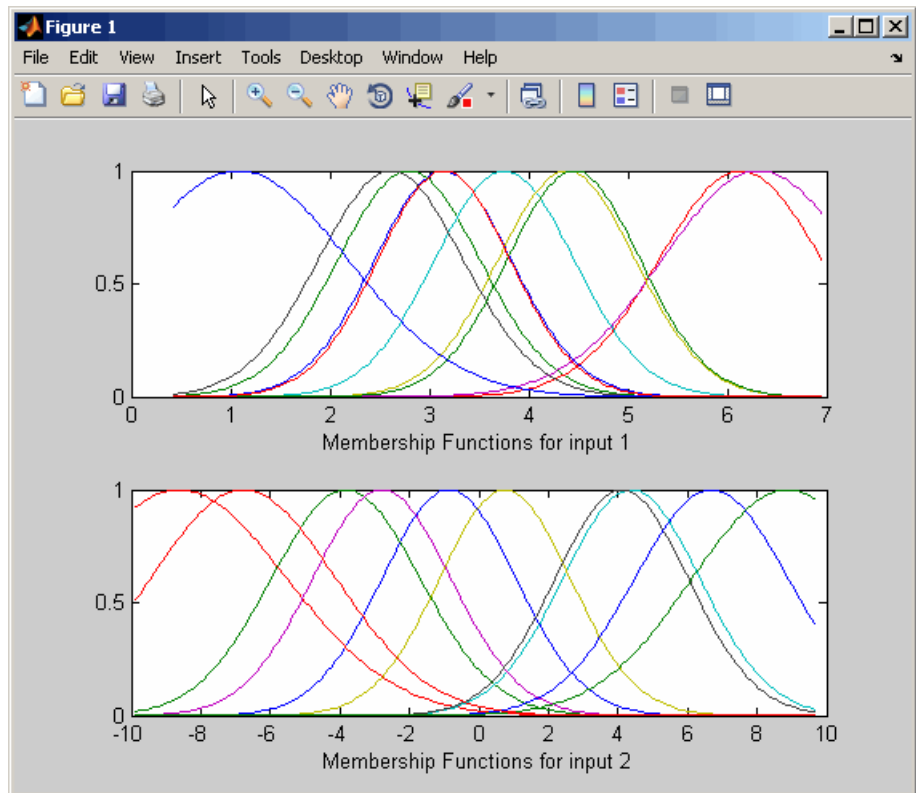 Figure 1
File Edit View Insert Tools Desktop Window Help
1
0.5
0
0 1 2 3 4 5 6 7
Membership Functions for input 1
1
0.5
0
-10 -8 -6 -4 -2 0 2 4 6 8 10
Membership Functions for input 2